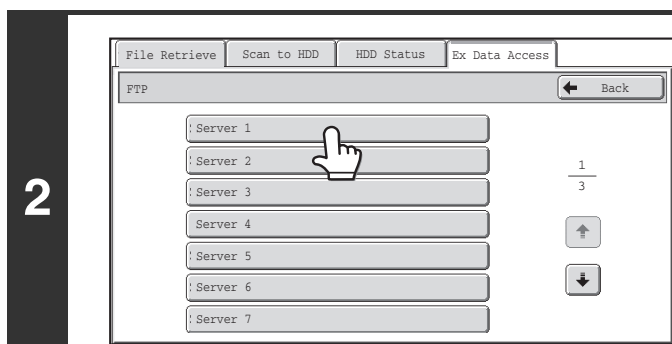 2
File Retrieve Scan to HDD HDD Status Ex Data Access
FTP Back
Server 1
Server 2
Server 3
Server 4
Server 5
Server 6
Server 7
1
3